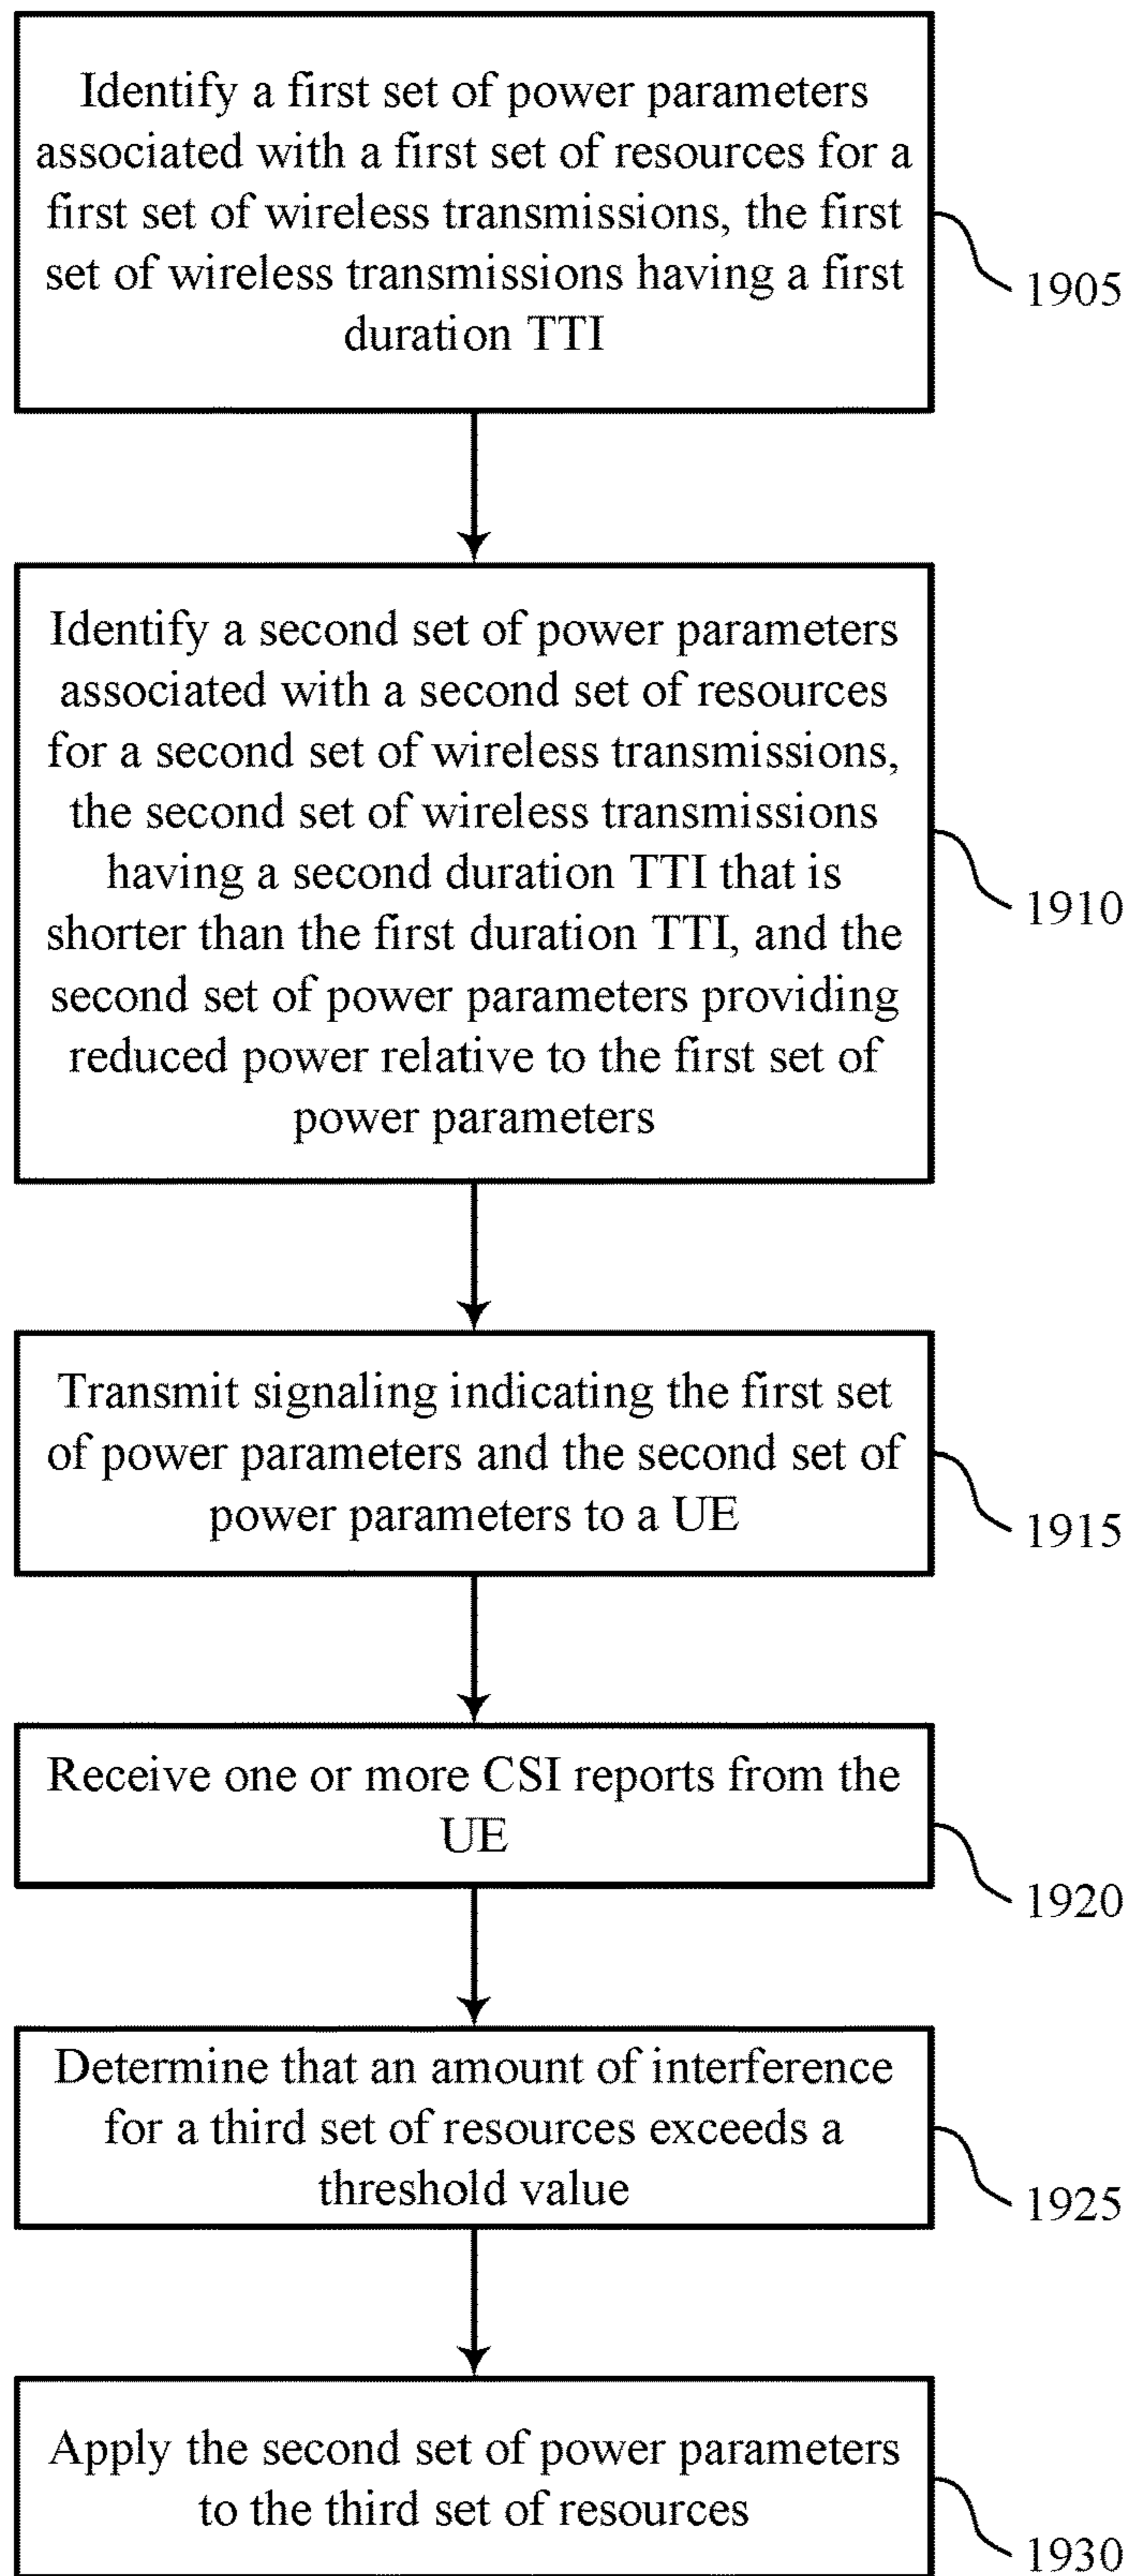 Identify a first set of power parameters
associated with a first set of resources for a
first set of wireless transmissions, the first
set of wireless transmissions having a first
duration TTI
1905
Identify a second set of power parameters
associated with a second set of resources
for a second set of wireless transmissions,
the second set of wireless transmissions
having a second duration TTI that is
shorter than the first duration TTI, and the
second set of power parameters providing
reduced power relative to the first set of
power parameters
1910
Transmit signaling indicating the first set
of power parameters and the second set of
power parameters to a UE
1915
Receive one or more CSI reports from the
UE
1920
Determine that an amount of interference
for a third set of resources exceeds a
threshold value
1925
Apply the second set of power parameters
to the third set of resources
1930